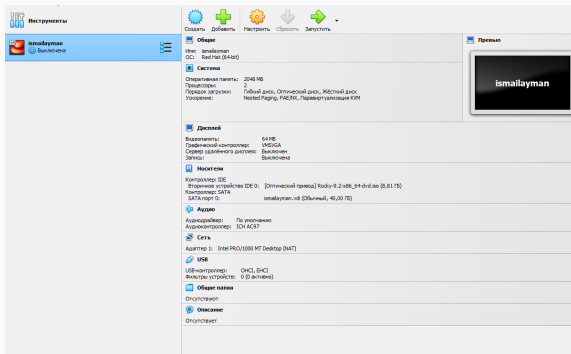 Инструменты
Создать Добавить Настроить Сбросить Запустить
ismailayman
Выключена
Общие
Имя: ismailayman
ОС: Red Hat (64-bit)
Система
Оперативная память: 2048 МБ
Процессоры: 2
Порядок загрузки: Гибкий диск, Оптический диск, Жёсткий диск
Ускорение: Nested Paging, PAE/NX, Паравиртуализация KVM
Превью
ismailayman
Дисплей
Видеопамять: 64 МБ
Графический контроллер: VMSVGA
Сервер удалённого дисплея: Выключен
Запись: Выключена
Носители
Контроллер: IDE
Вторичное устройство IDE 0: [Оптический привод] Rocky-9.2-x86_64-dvd.iso (8,81 ГБ)
Контроллер: SATA
SATA порт 0: ismailayman.vdi (Обычный, 40,00 ГБ)
Аудио
Аудиодрайвер: По умолчанию
Аудиоконтроллер: ICH AC97
Сеть
Адаптер 1: Intel PRO/1000 MT Desktop (NAT)
USB
USB-контроллер: OHCI, EHCI
Фильтры устройств: 0 (0 активно)
Общие папки
Отсутствуют
Описание
Отсутствует